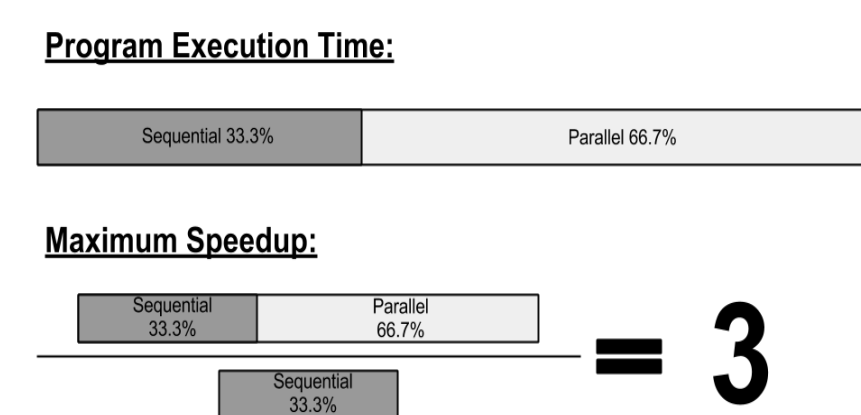 Program Execution Time:
Sequential 33.3%
Parallel 66.7%
Maximum Speedup:
Sequential
33.3%
Parallel
66.7%
= 3
Sequential
33.3%